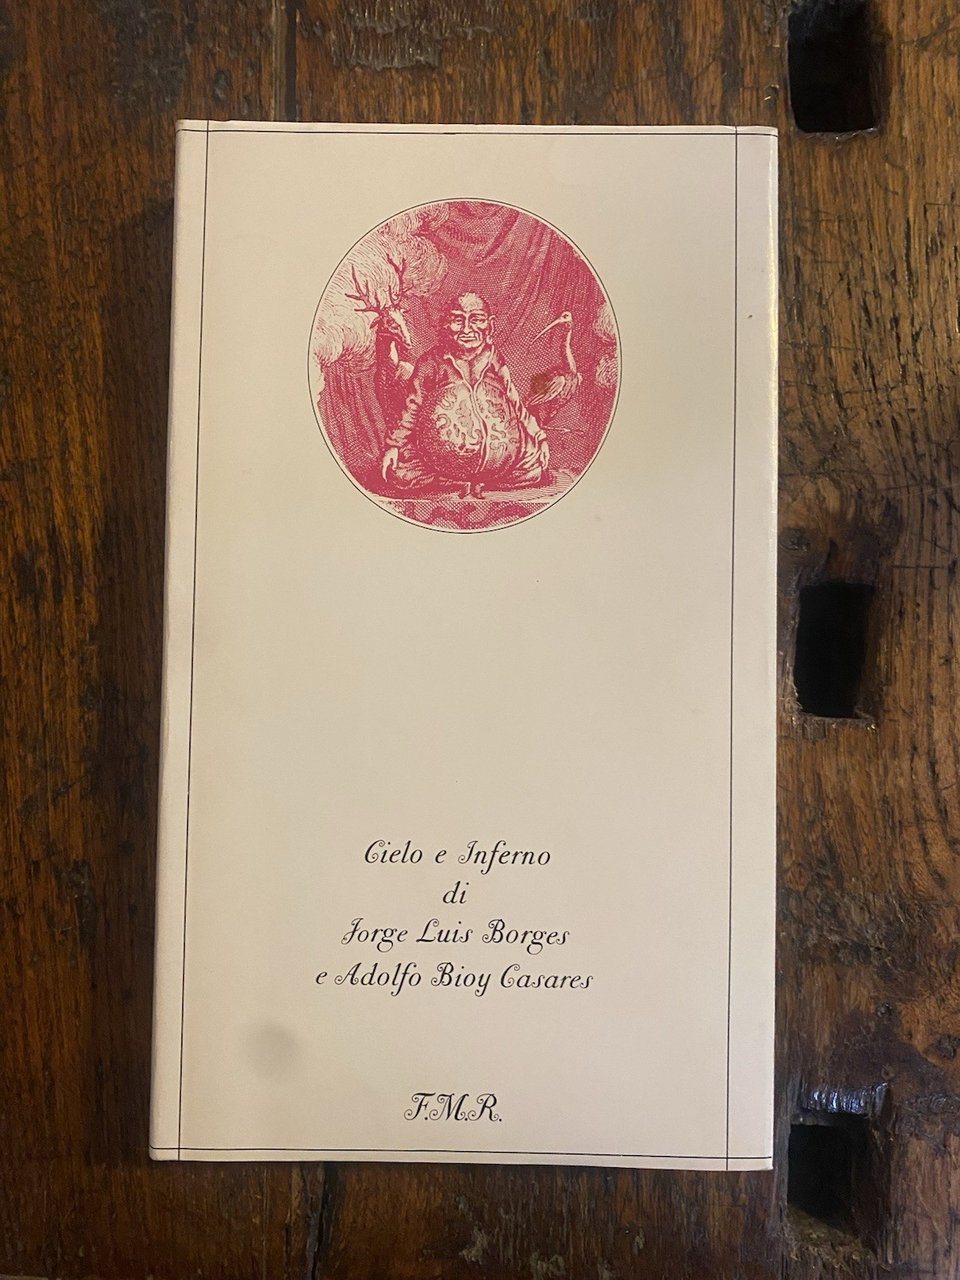 Cielo e Inferno
di
Jorge Luis Borges
e Adolfo Bioy Casares
F.M.R.